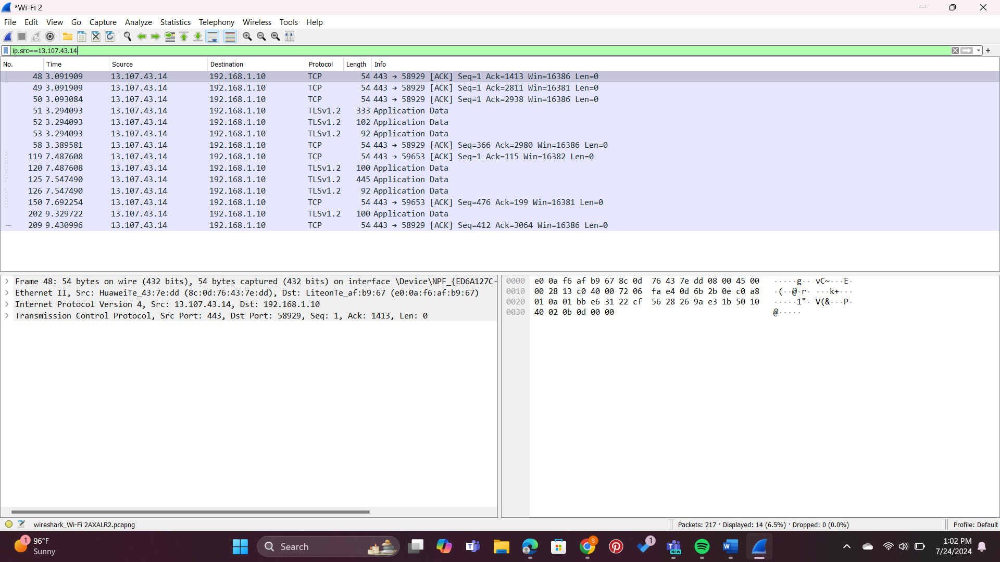 *Wi-Fi 2
File Edit View Go Capture Analyze Statistics Telephony Wireless Tools Help
ip.src==13.107.43.14
No. Time Source Destination Protocol Length Info
48 3.091909 13.107.43.14 192.168.1.10 TCP 54 443 → 58929 [ACK] Seq=1 Ack=1413 Win=16386 Len=0
49 3.091909 13.107.43.14 192.168.1.10 TCP 54 443 → 58929 [ACK] Seq=1 Ack=2811 Win=16381 Len=0
50 3.093084 13.107.43.14 192.168.1.10 TCP 54 443 → 58929 [ACK] Seq=1 Ack=2938 Win=16386 Len=0
51 3.294093 13.107.43.14 192.168.1.10 TLSv1.2 333 Application Data
52 3.294093 13.107.43.14 192.168.1.10 TLSv1.2 102 Application Data
53 3.294093 13.107.43.14 192.168.1.10 TLSv1.2 92 Application Data
58 3.389581 13.107.43.14 192.168.1.10 TCP 54 443 → 58929 [ACK] Seq=366 Ack=2980 Win=16386 Len=0
119 7.487608 13.107.43.14 192.168.1.10 TCP 54 443 → 59653 [ACK] Seq=1 Ack=115 Win=16382 Len=0
120 7.487608 13.107.43.14 192.168.1.10 TLSv1.2 100 Application Data
125 7.547490 13.107.43.14 192.168.1.10 TLSv1.2 445 Application Data
126 7.547490 13.107.43.14 192.168.1.10 TLSv1.2 92 Application Data
150 7.692254 13.107.43.14 192.168.1.10 TCP 54 443 → 59653 [ACK] Seq=476 Ack=199 Win=16381 Len=0
202 9.329722 13.107.43.14 192.168.1.10 TLSv1.2 100 Application Data
209 9.430996 13.107.43.14 192.168.1.10 TCP 54 443 → 58929 [ACK] Seq=412 Ack=3064 Win=16386 Len=0
Frame 48: 54 bytes on wire (432 bits), 54 bytes captured (432 bits) on interface \Device\NPF_{ED6A127C-
Ethernet II, Src: HuaweiTe_43:7e:dd (8c:0d:76:43:7e:dd), Dst: LiteonTe_af:b9:67 (e0:0a:f6:af:b9:67)
Internet Protocol Version 4, Src: 13.107.43.14, Dst: 192.168.1.10
Transmission Control Protocol, Src Port: 443, Dst Port: 58929, Seq: 1, Ack: 1413, Len: 0
0000 e0 0a f6 af b9 67 8c 0d 76 43 7e dd 08 00 45 00 ·····g·· vC~···E·
0010 00 28 13 c0 40 00 72 06 fa e4 0d 6b 2b 0e c0 a8 ·(··@·r· ···k+···
0020 01 0a 01 bb e6 31 22 cf 56 28 26 9a e3 1b 50 10 ·····1"· V(&···P·
0030 40 02 0b 0d 00 00 @·····
wireshark_Wi-Fi 2AXALR2.pcapng
Packets: 217 · Displayed: 14 (6.5%) · Dropped: 0 (0.0%)
Profile: Default
1
96°F
Sunny
Search
S
1
NEW
1:02 PM
7/24/2024